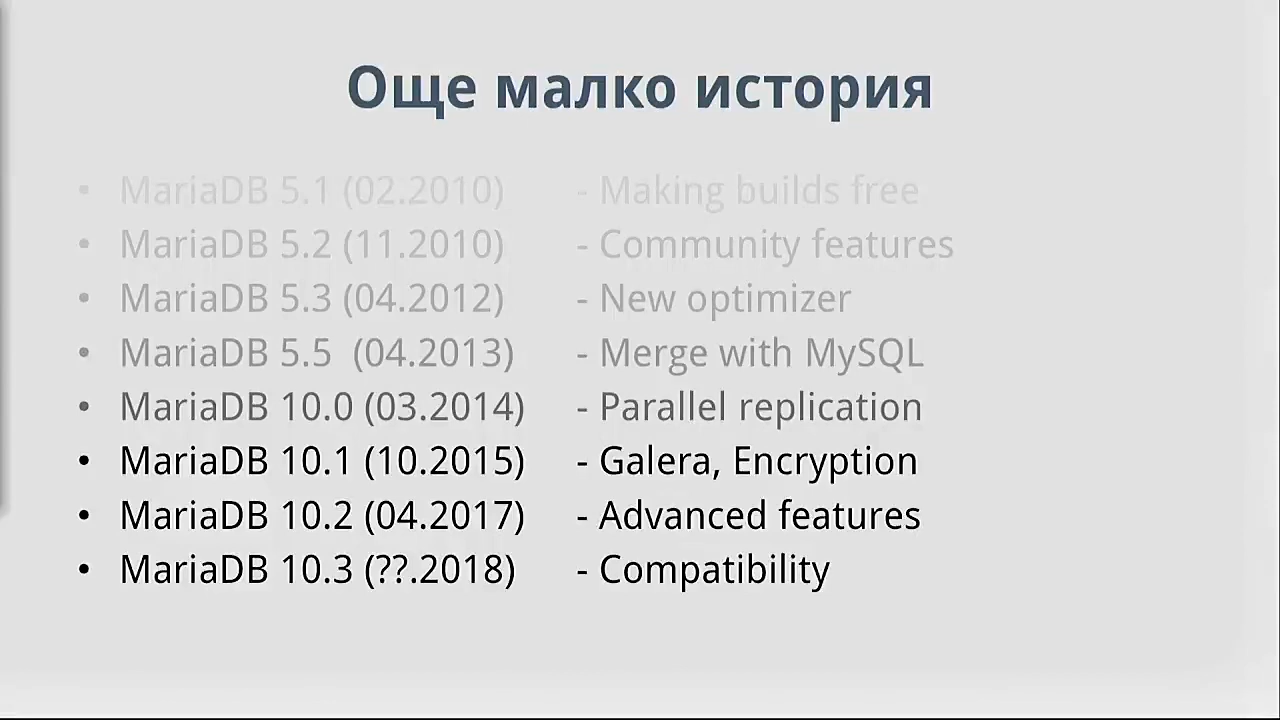 Още малко история
• MariaDB 5.1 (02.2010) - Making builds free
• MariaDB 5.2 (11.2010) - Community features
• MariaDB 5.3 (04.2012) - New optimizer
• MariaDB 5.5 (04.2013) - Merge with MySQL
• MariaDB 10.0 (03.2014) - Parallel replication
• MariaDB 10.1 (10.2015) - Galera, Encryption
• MariaDB 10.2 (04.2017) - Advanced features
• MariaDB 10.3 (??.2018) - Compatibility